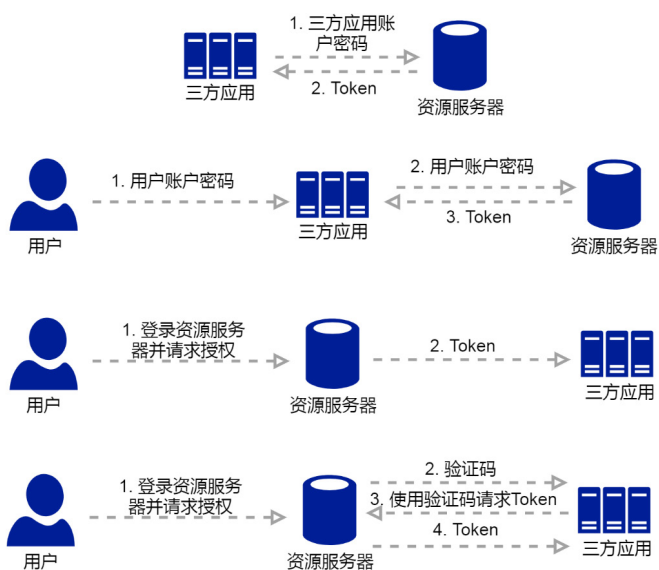 1. 三方应用账
户密码
2. Token
三方应用
资源服务器
1. 用户账户密码
2. 用户账户密码
3. Token
用户
三方应用
资源服务器
1. 登录资源服务
器并请求授权
2. Token
用户
资源服务器
三方应用
1. 登录资源服务
器并请求授权
2. 验证码
3. 使用验证码请求Token
4. Token
用户
资源服务器
三方应用